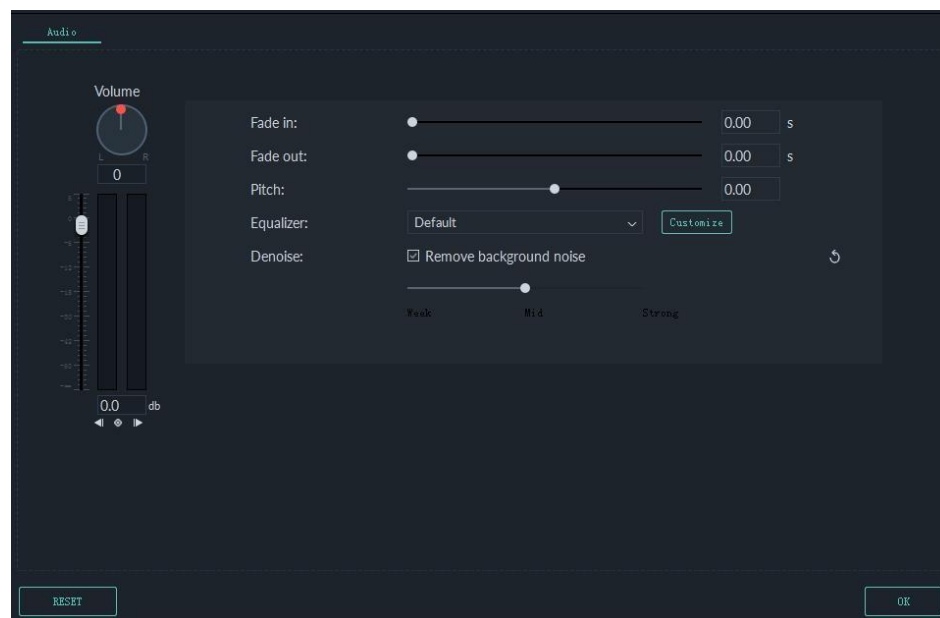 Audio
Volume
L R
0
0.0 db
Fade in: 0.00 s
Fade out: 0.00 s
Pitch: 0.00
Equalizer: Default Customize
Denoise: Remove background noise
Weak Mid Strong
RESET OK